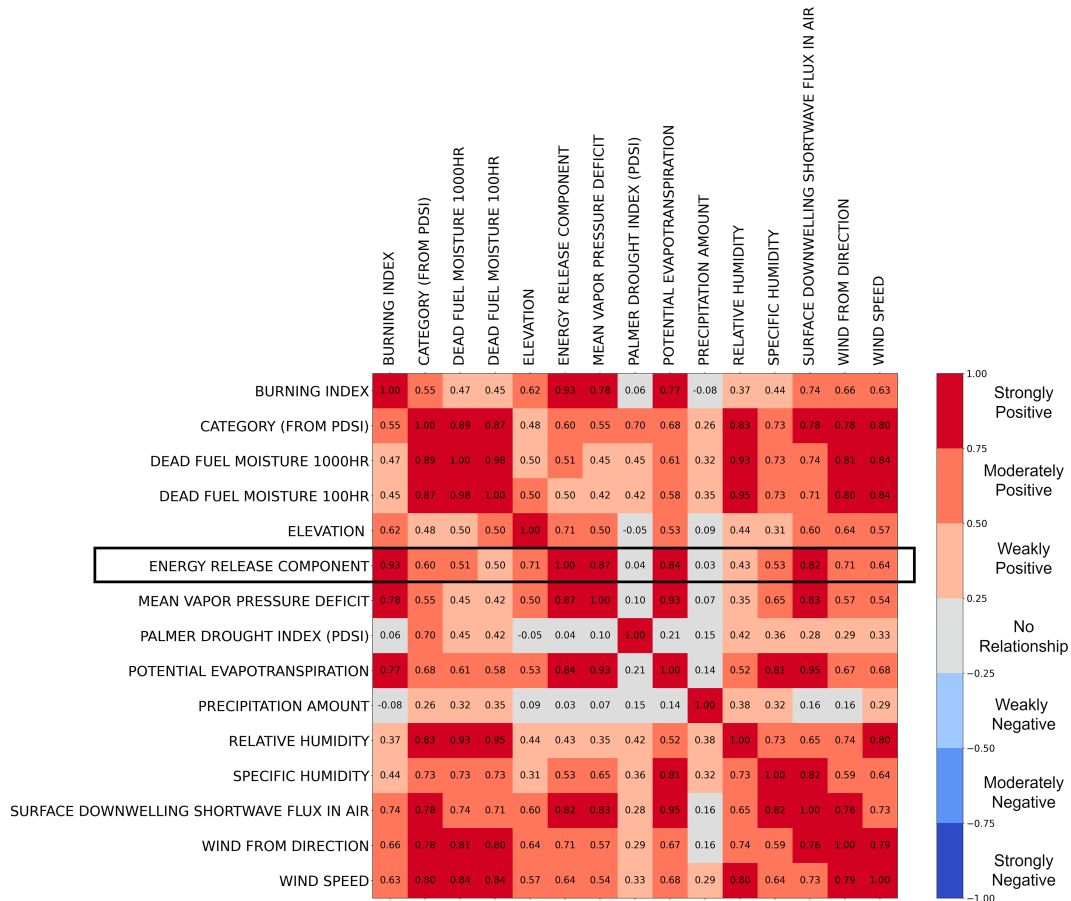 BURNING INDEX
CATEGORY (FROM PDSI)
DEAD FUEL MOISTURE 1000HR
DEAD FUEL MOISTURE 100HR
ELEVATION
ENERGY RELEASE COMPONENT
MEAN VAPOR PRESSURE DEFICIT
PALMER DROUGHT INDEX (PDSI)
POTENTIAL EVAPOTRANSPIRATION
PRECIPITATION AMOUNT
RELATIVE HUMIDITY
SPECIFIC HUMIDITY
SURFACE DOWNWELLING SHORTWAVE FLUX IN AIR
WIND FROM DIRECTION
WIND SPEED
BURNING INDEX 1.00 0.55 0.47 0.45 0.62 0.93 0.78 0.06 0.77 -0.08 0.37 0.44 0.74 0.66 0.63
CATEGORY (FROM PDSI) 0.55 1.00 0.89 0.87 0.48 0.60 0.55 0.70 0.68 0.26 0.83 0.73 0.78 0.78 0.80
DEAD FUEL MOISTURE 1000HR 0.47 0.89 1.00 0.98 0.50 0.51 0.45 0.45 0.61 0.32 0.93 0.73 0.74 0.81 0.84
DEAD FUEL MOISTURE 100HR 0.45 0.87 0.98 1.00 0.50 0.50 0.42 0.42 0.58 0.35 0.95 0.73 0.71 0.80 0.84
ELEVATION 0.62 0.48 0.50 0.50 1.00 0.71 0.50 -0.05 0.53 0.09 0.44 0.31 0.60 0.64 0.57
ENERGY RELEASE COMPONENT 0.93 0.60 0.51 0.50 0.71 1.00 0.87 0.04 0.84 0.03 0.43 0.53 0.82 0.71 0.64
MEAN VAPOR PRESSURE DEFICIT 0.78 0.55 0.45 0.42 0.50 0.87 1.00 0.10 0.93 0.07 0.35 0.65 0.83 0.57 0.54
PALMER DROUGHT INDEX (PDSI) 0.06 0.70 0.45 0.42 -0.05 0.04 0.10 1.00 0.21 0.15 0.42 0.36 0.28 0.29 0.33
POTENTIAL EVAPOTRANSPIRATION 0.77 0.68 0.61 0.58 0.53 0.84 0.93 0.21 1.00 0.14 0.52 0.81 0.95 0.67 0.68
PRECIPITATION AMOUNT -0.08 0.26 0.32 0.35 0.09 0.03 0.07 0.15 0.14 1.00 0.38 0.32 0.16 0.16 0.29
RELATIVE HUMIDITY 0.37 0.83 0.93 0.95 0.44 0.43 0.35 0.42 0.52 0.38 1.00 0.73 0.65 0.74 0.80
SPECIFIC HUMIDITY 0.44 0.73 0.73 0.73 0.31 0.53 0.65 0.36 0.81 0.32 0.73 1.00 0.82 0.59 0.64
SURFACE DOWNWELLING SHORTWAVE FLUX IN AIR 0.74 0.78 0.74 0.71 0.60 0.82 0.83 0.28 0.95 0.16 0.65 0.82 1.00 0.76 0.73
WIND FROM DIRECTION 0.66 0.78 0.81 0.80 0.64 0.71 0.57 0.29 0.67 0.16 0.74 0.59 0.76 1.00 0.79
WIND SPEED 0.63 0.80 0.84 0.84 0.57 0.64 0.54 0.33 0.68 0.29 0.80 0.64 0.73 0.79 1.00
1.00
Strongly
Positive
0.75
Moderately
Positive
0.50
Weakly
Positive
0.25
No
Relationship
−0.25
Weakly
Negative
−0.50
Moderately
Negative
−0.75
Strongly
Negative
−1.00